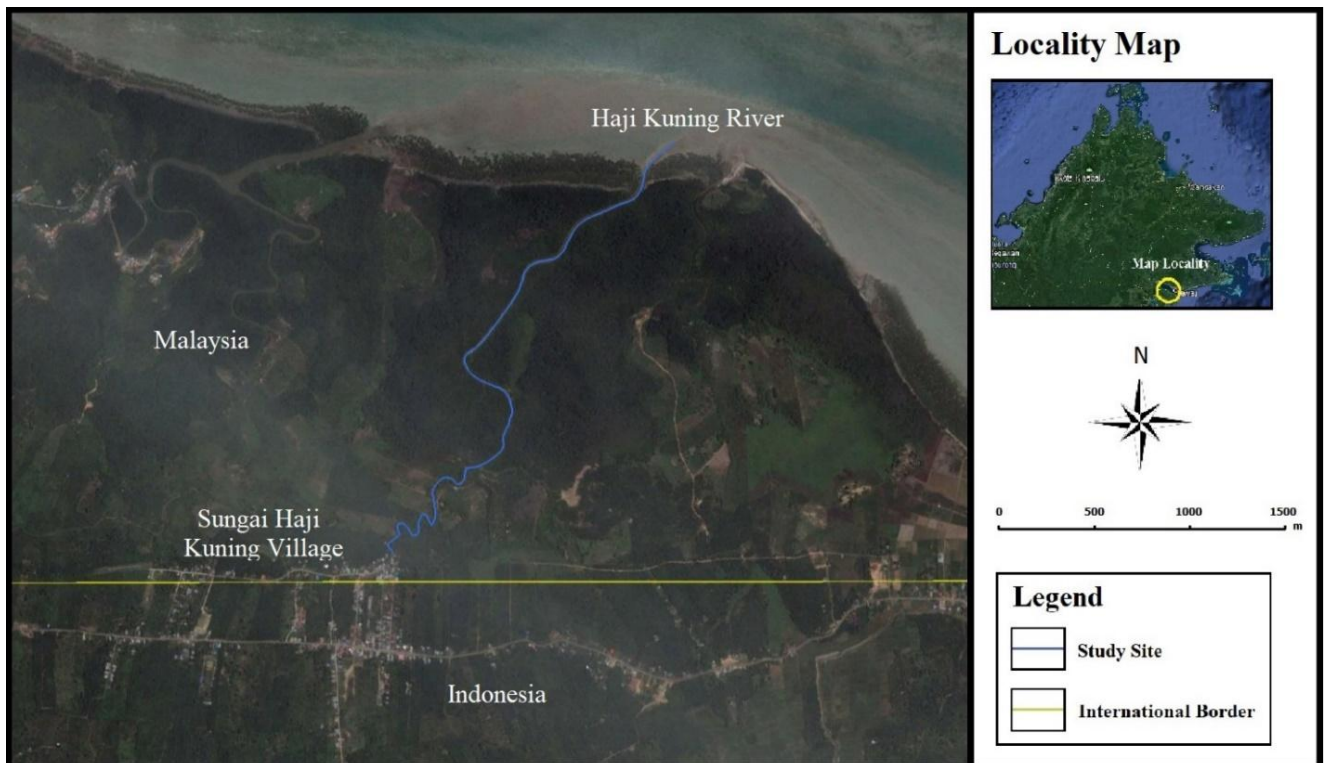 Haji Kuning River
Malaysia
Sungai Haji
Kuning Village
Indonesia
Locality Map
Map Locality
N
0 500 1000 1500
m
Legend
Study Site
International Border